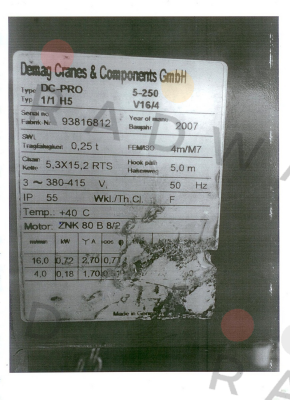 Demag Cranes & Components GmbH
Type DC-PRO 5-250
Typ 1/1 H5 V16/4
Serial no Year of manu
Fabrik Nr. 93816812 Baujahr 2007
SWL
Tragfähigkeit 0,25 t FEM/ISO 4m/M7
Chain Hook path
Kette 5,3X15,2 RTS Hakenweg 5,0 m
3 ~ 380-415 V, 50 Hz
IP 55 Wkl./Th.Cl. F
Temp.: +40 C
Motor: ZNK 80 B 8/2
kW Y A cos φ
16,0 0,72 2,70 0,71
4,0 0,18 1,70
Made in